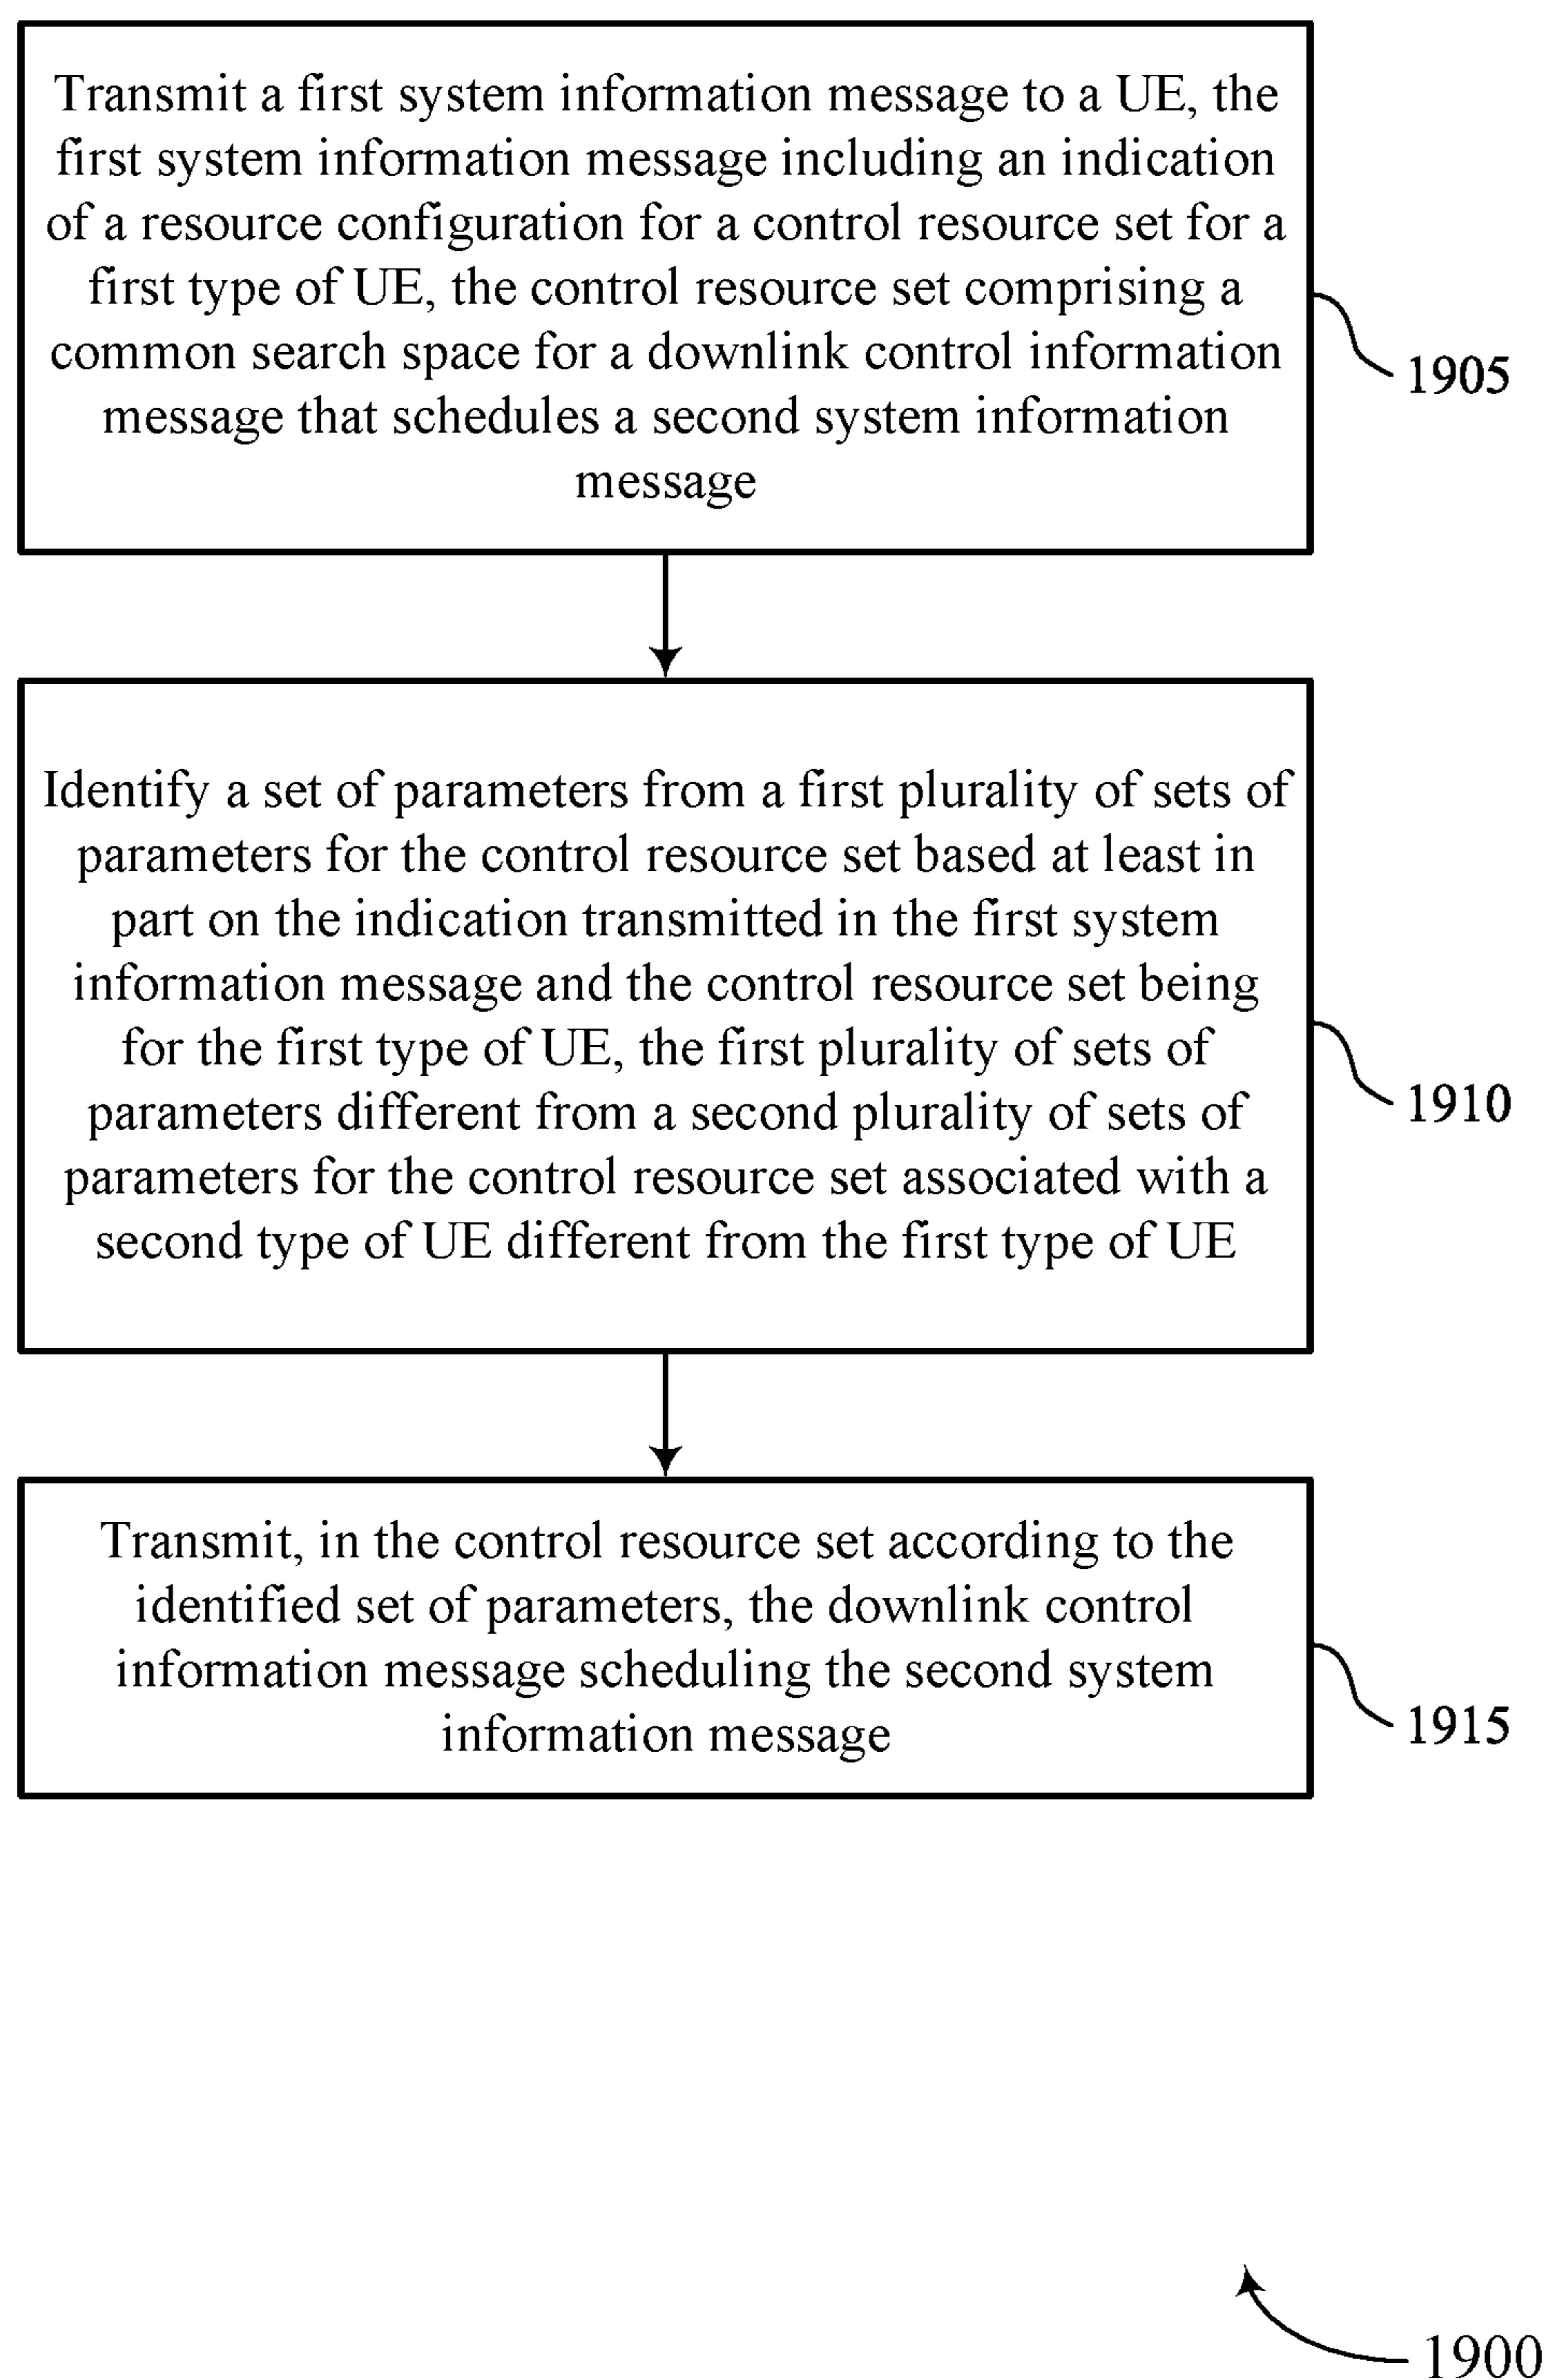 Transmit a first system information message to a UE, the
first system information message including an indication
of a resource configuration for a control resource set for a
first type of UE, the control resource set comprising a
common search space for a downlink control information
message that schedules a second system information
message
1905
Identify a set of parameters from a first plurality of sets of
parameters for the control resource set based at least in
part on the indication transmitted in the first system
information message and the control resource set being
for the first type of UE, the first plurality of sets of
parameters different from a second plurality of sets of
parameters for the control resource set associated with a
second type of UE different from the first type of UE
1910
Transmit, in the control resource set according to the
identified set of parameters, the downlink control
information message scheduling the second system
information message
1915
1900